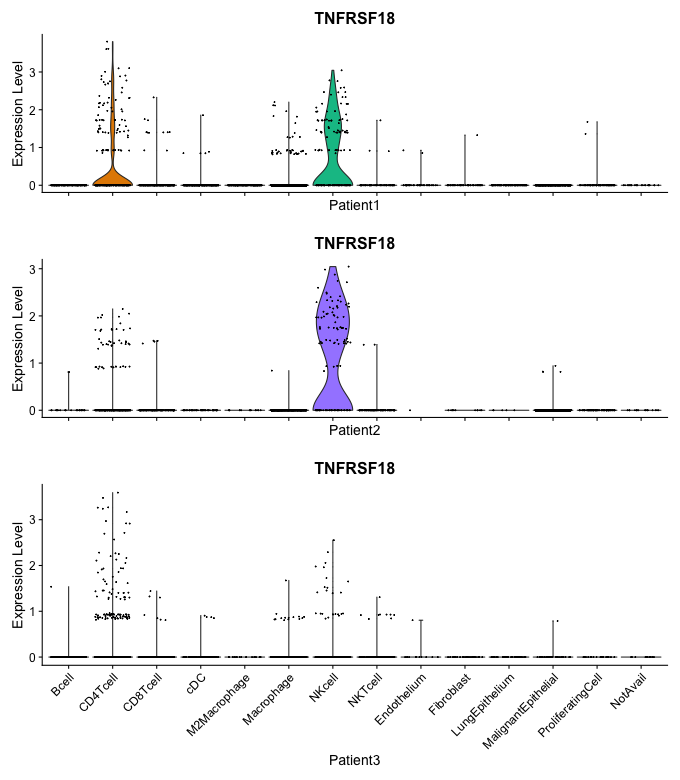 TNFRSF18
Expression Level
3
2
1
0
Patient1
TNFRSF18
Expression Level
3
2
1
0
Patient2
TNFRSF18
Expression Level
3
2
1
0
Bcell
CD4Tcell
CD8Tcell
cDC
M2Macrophage
Macrophage
NKcell
NKTcell
Endothelium
Fibroblast
LungEpithelium
MalignantEpithelial
ProliferatingCell
NotAvail
Patient3